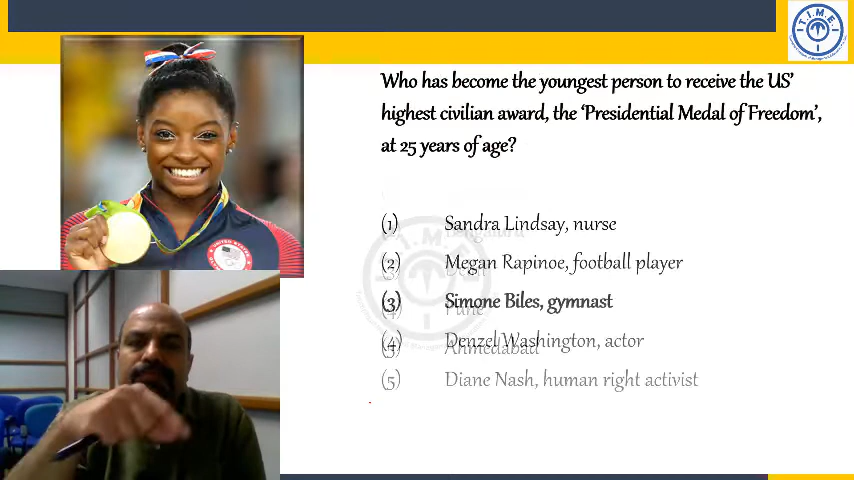 T.I.M.E.
Who has become the youngest person to receive the US'
highest civilian award, the 'Presidential Medal of Freedom',
at 25 years of age?
(1) Sandra Lindsay, nurse
(2) Megan Rapinoe, football player
(3) Simone Biles, gymnast
Pune
(4) Denzel Washington, actor
Ahmedabad
(5) Diane Nash, human right activist